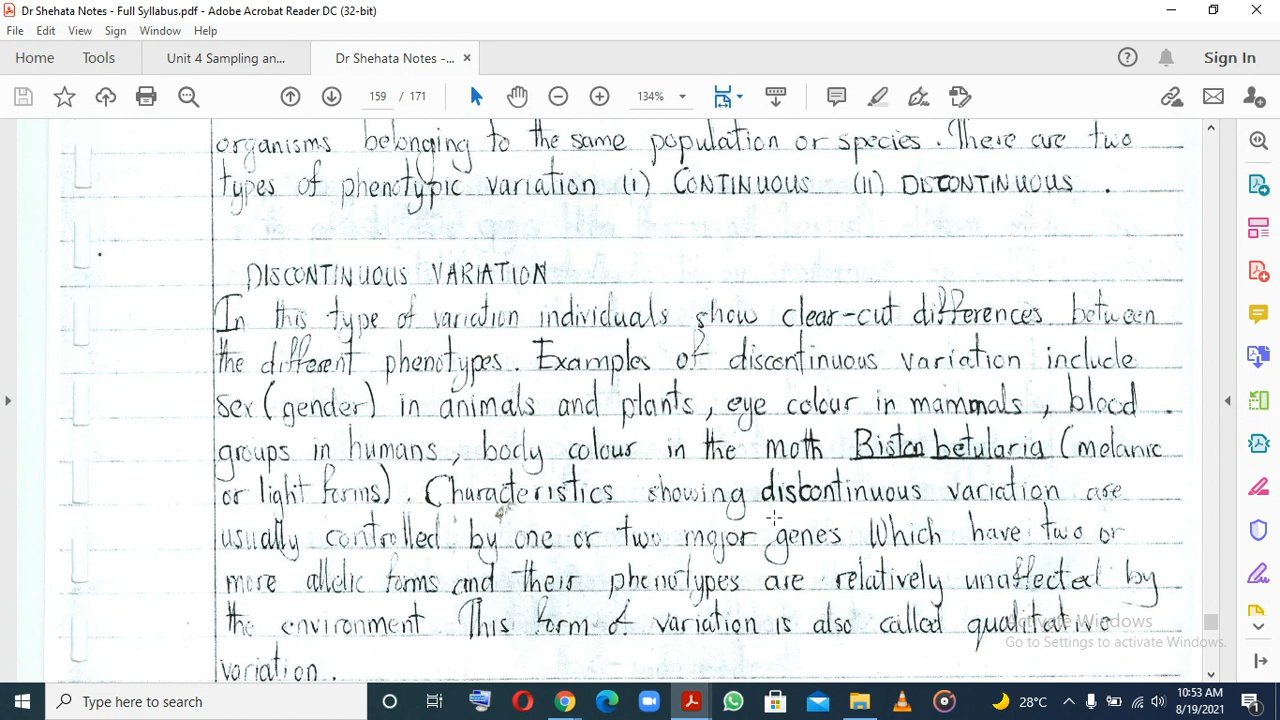 Dr Shehata Notes - Full Syllabus.pdf - Adobe Acrobat Reader DC (32-bit)
File Edit View Sign Window Help
Home Tools Unit 4 Sampling an... Dr Shehata Notes -... ×
Sign In
159 / 171 134%
organisms belonging to the same population or species. There are two
types of phenotypic variation (i) CONTINUOUS (ii) DISCONTINUOUS .
DISCONTINUOUS VARIATION
In this type of variation individuals show clear-cut differences between
the different phenotypes. Examples of discontinuous variation include
sex (gender) in animals and plants, eye colour in mammals, blood
groups in humans, body colour in the moth Biston betularia (melanic
or light forms). Characteristics showing discontinuous variation are
usually controlled by one or two major genes Which have two or
more allelic forms and their phenotypes are relatively unaffected by
the environment. This form of variation is also called qualitative
variation.
Activate Windows
Go to Settings to activate Windows.
Type here to search
28°C
10:53 AM
8/19/2021
1